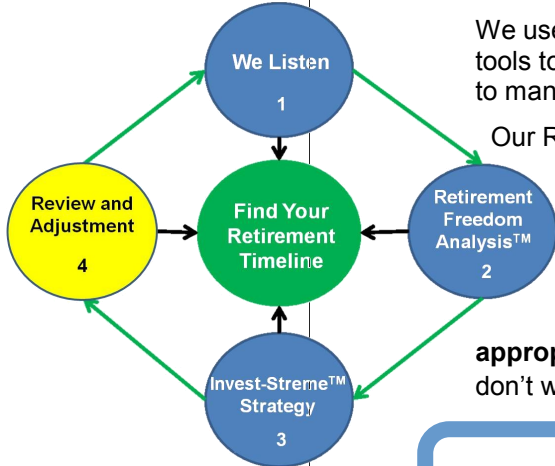 We Listen
1
Retirement
Freedom
Analysis™
2
Invest-Streme™
Strategy
3
Review and
Adjustment
4
Find Your
Retirement
Timeline
We use
tools to
to man
Our R
approp
don’t w